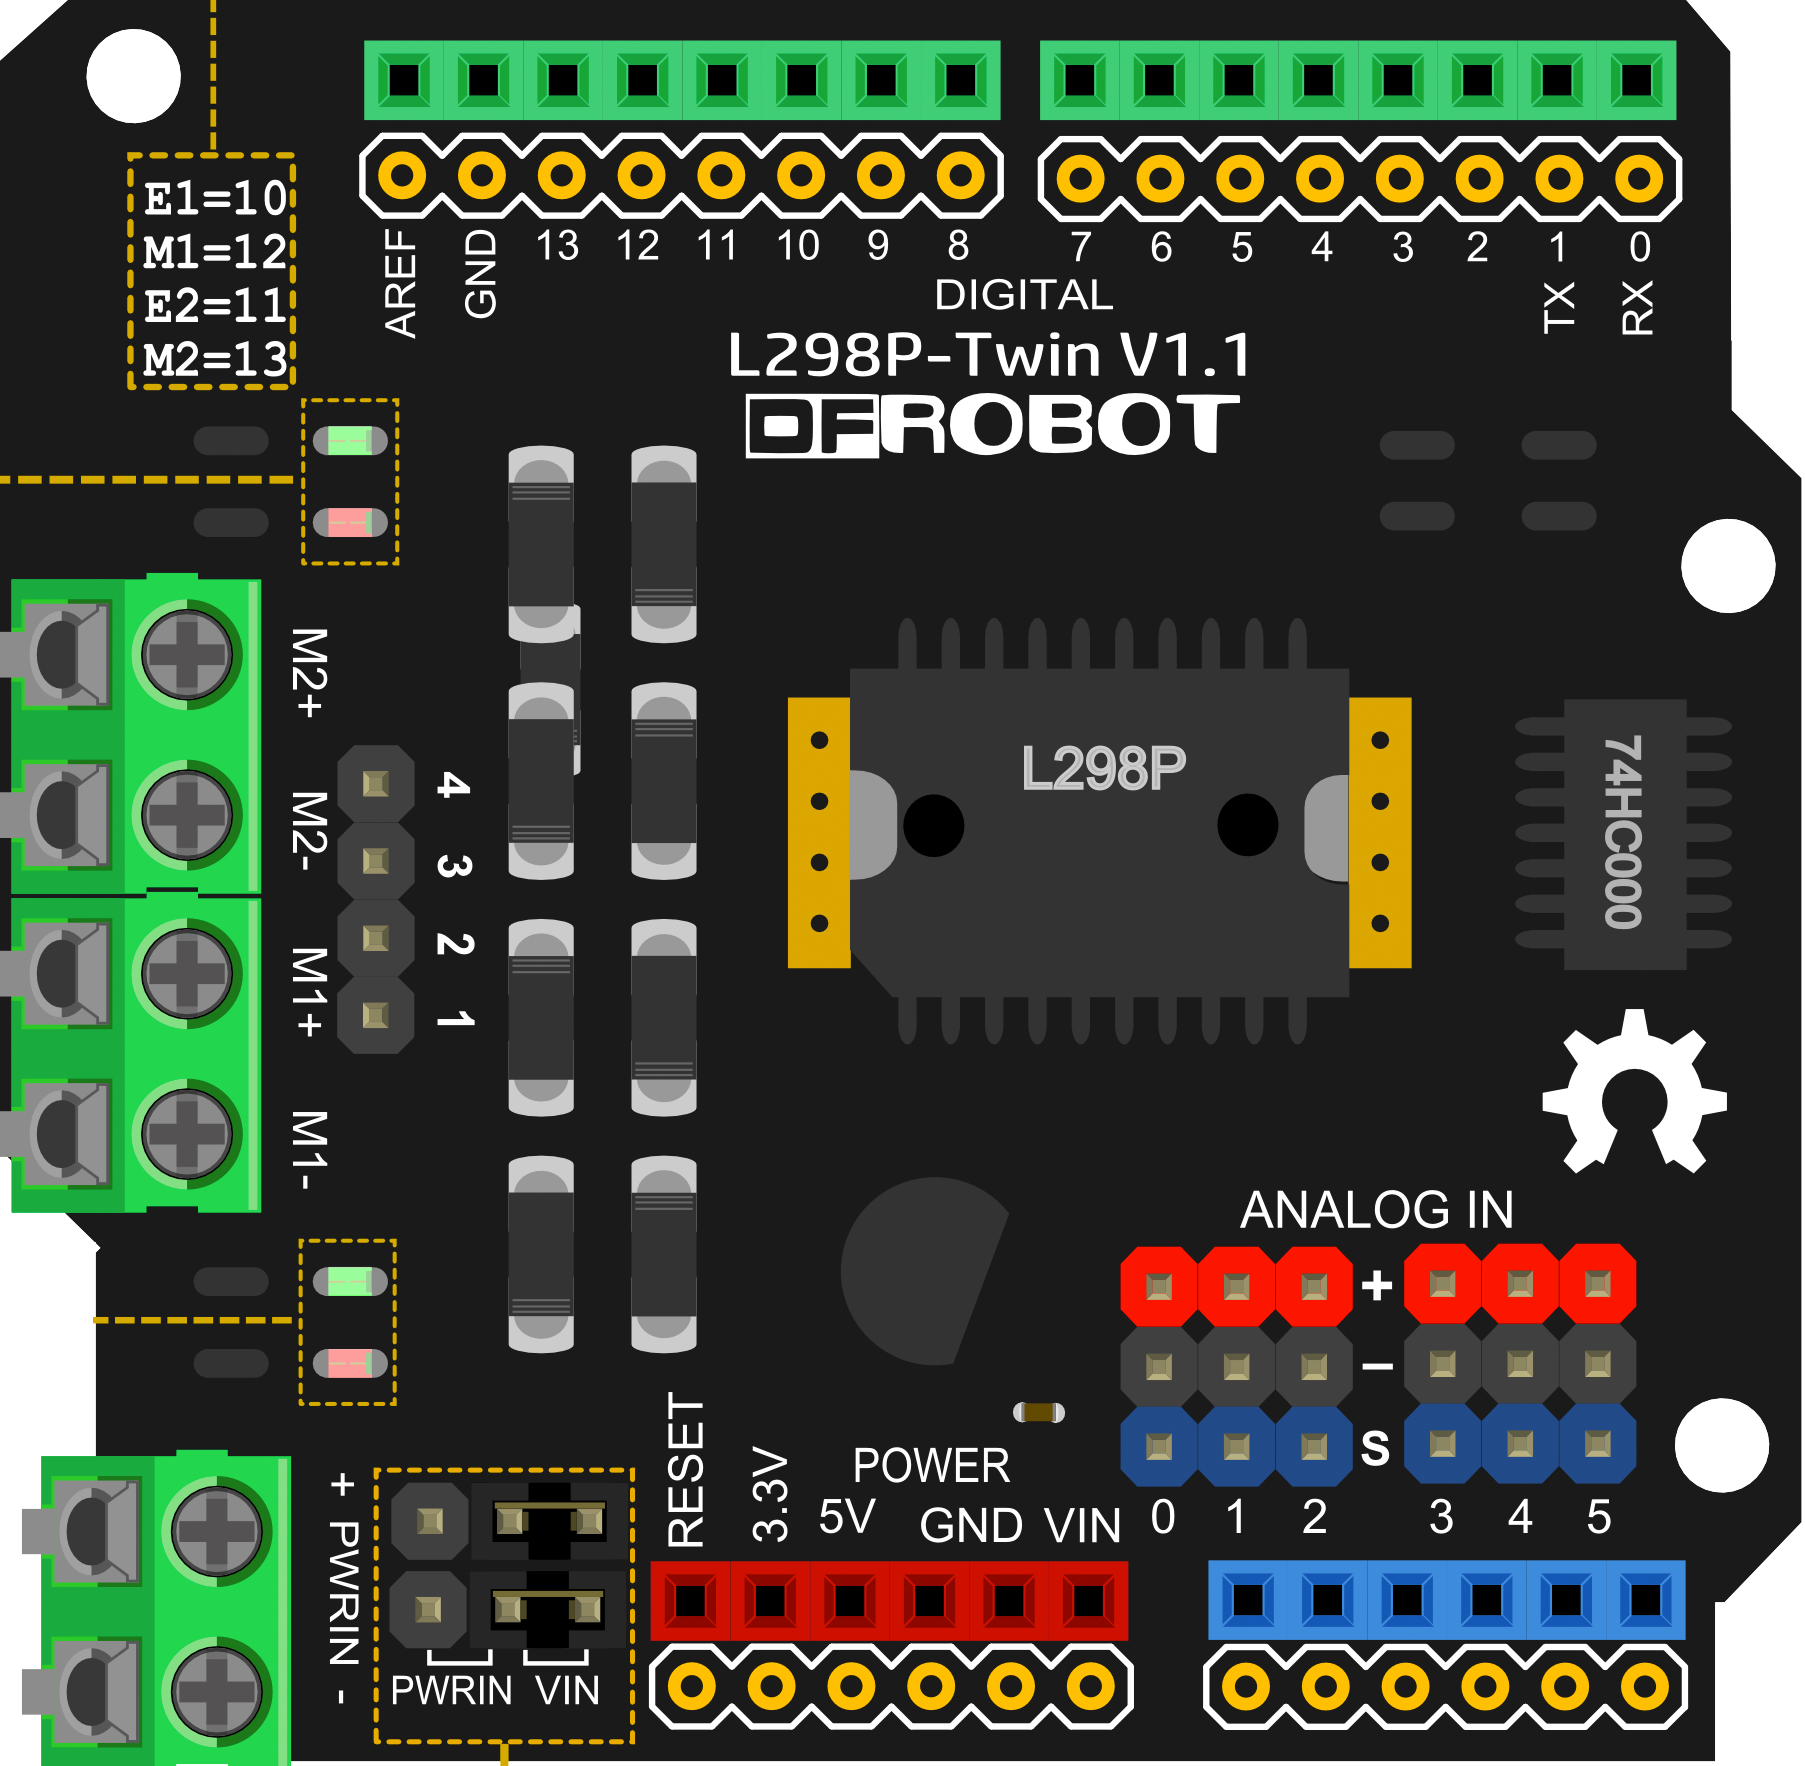 E1=10
M1=12
E2=11
M2=13
AREF GND 13 12 11 10 9 8 7 6 5 4 3 2 1 0
TX RX
DIGITAL
L298P-Twin V1.1
DFROBOT
M2+
M2-
M1+
M1-
4
3
2
1
L298P
74HC000
ANALOG IN
+
–
S
0 1 2 3 4 5
POWER
RESET 3.3V 5V GND VIN
+ PWRIN -
PWRIN VIN